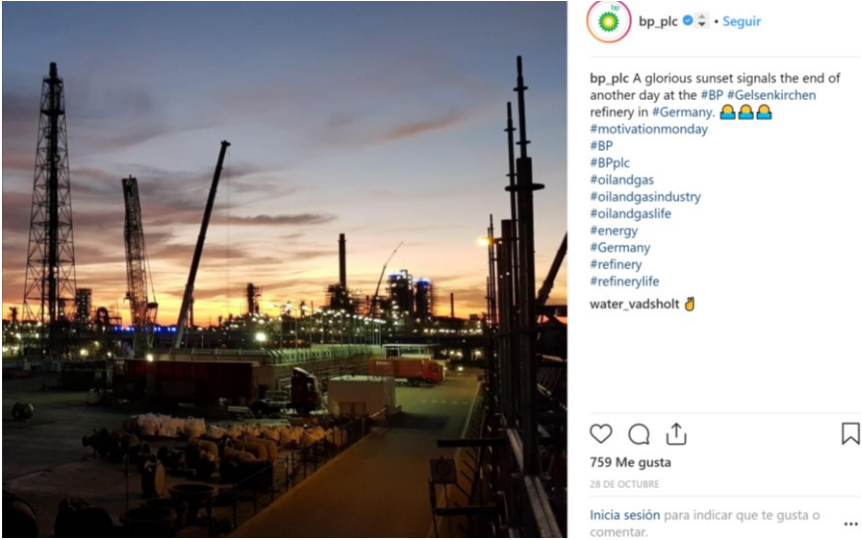 bp
bp_plc • Seguir
bp_plc A glorious sunset signals the end of
another day at the #BP #Gelsenkirchen
refinery in #Germany.
#motivationmonday
#BP
#BPplc
#oilandgas
#oilandgasindustry
#oilandgaslife
#energy
#Germany
#refinery
#refinerylife
water_vadsholt
759 Me gusta
28 DE OCTUBRE
Inicia sesión para indicar que te gusta o
comentar.